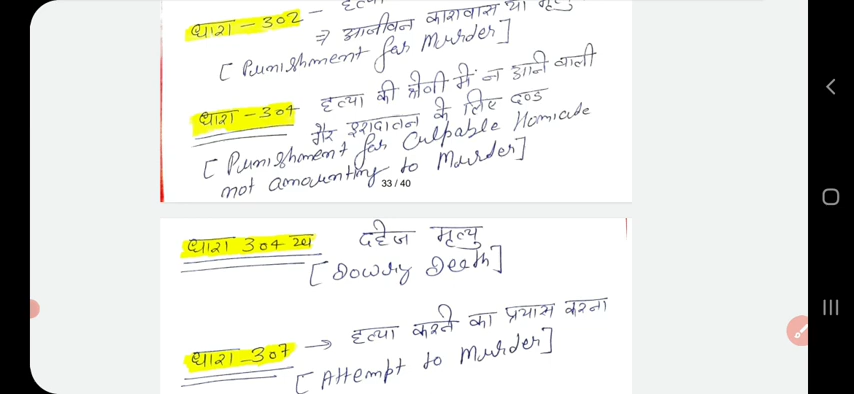 धारा - 302 -
⇒ आजीवन कारावास या मृत्यु
[ Punishment for Murder ]
धारा - 304 हत्या की श्रेणी में न आने वाली
गैर इरादातन के लिए दण्ड
[ Punishment for Culpable Homicide
not amounting to Murder ]
33 / 40
धारा 304 दहेज मृत्यु
[ Dowry Death ]
धारा - 307 → हत्या करने का प्रयास करना
[ Attempt to Murder ]